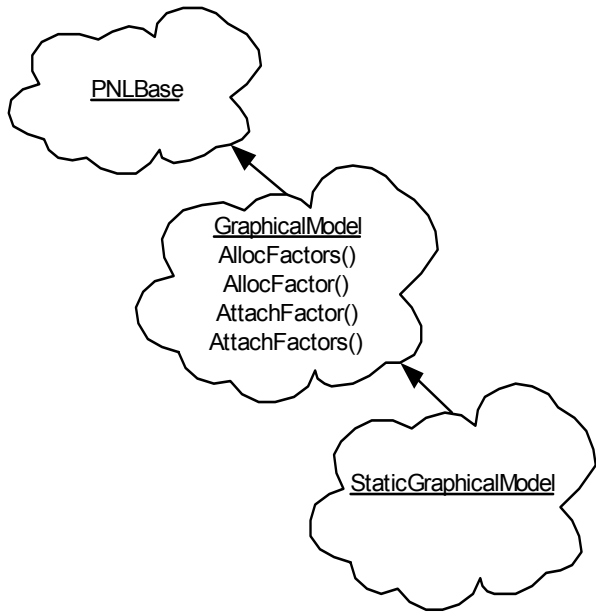 PNLBase
GraphicalModel
AllocFactors()
AllocFactor()
AttachFactor()
AttachFactors()
StaticGraphicalModel